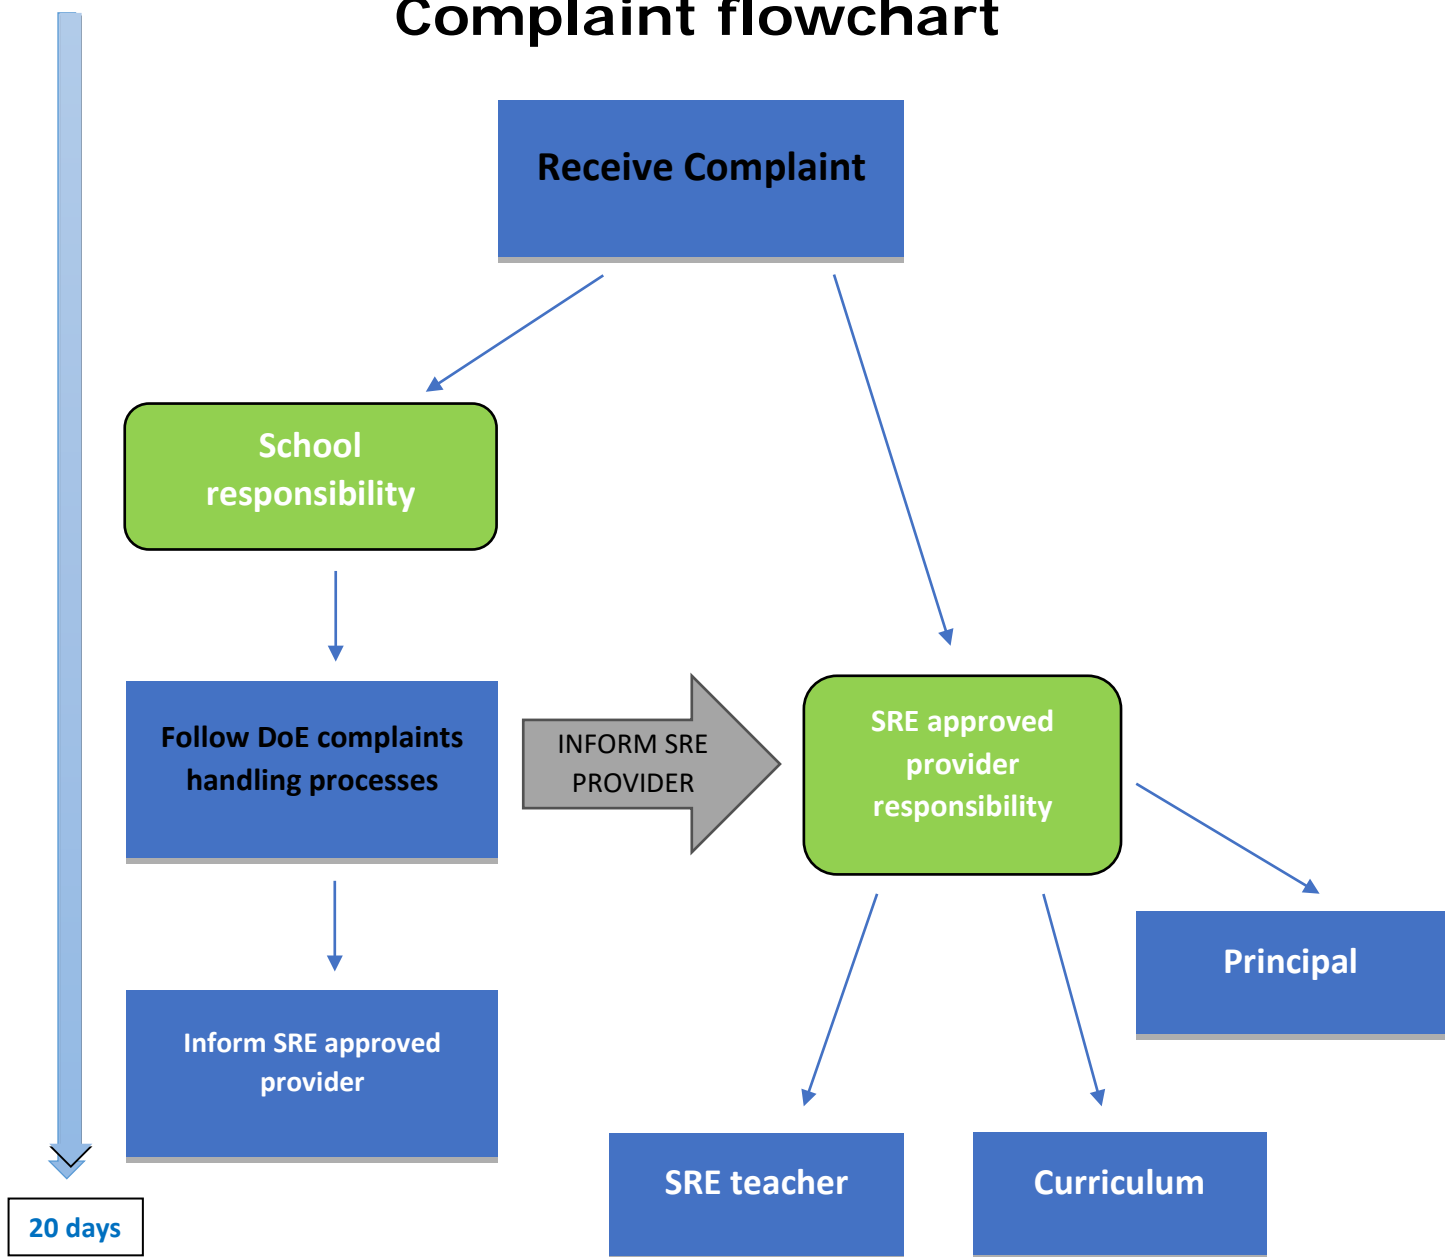 Complaint flowchart
Receive Complaint
School
responsibility
Follow DoE complaints
handling processes
INFORM SRE
PROVIDER
SRE approved
provider
responsibility
Principal
Inform SRE approved
provider
SRE teacher
Curriculum
20 days